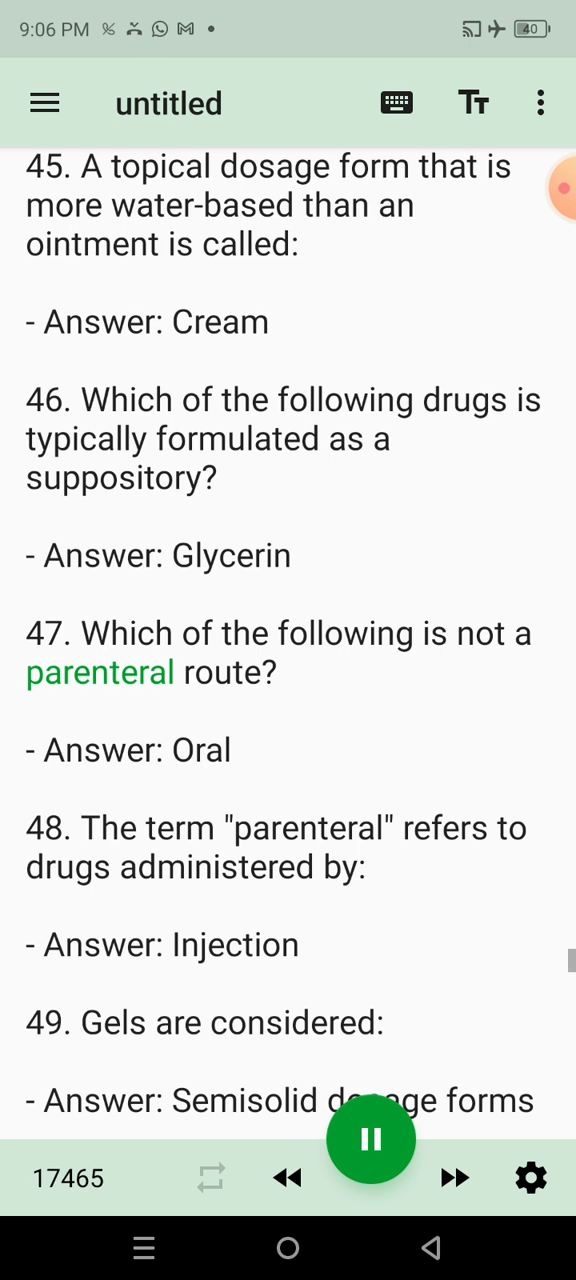 9:06 PM
40
untitled
45. A topical dosage form that is
more water-based than an
ointment is called:
- Answer: Cream
46. Which of the following drugs is
typically formulated as a
suppository?
- Answer: Glycerin
47. Which of the following is not a
parenteral route?
- Answer: Oral
48. The term "parenteral" refers to
drugs administered by:
- Answer: Injection
49. Gels are considered:
- Answer: Semisolid dosage forms
17465